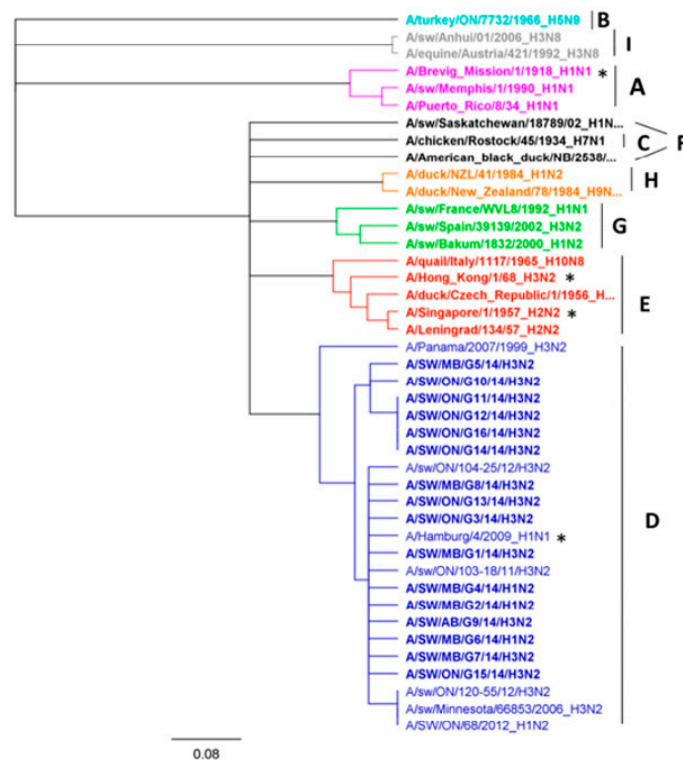 A/turkey/ON/7732/1966_H5N9 B
A/sw/Anhui/01/2006_H3N8
A/equine/Austria/421/1992_H3N8
I
A/Brevig_Mission/1/1918_H1N1 *
A/sw/Memphis/1/1990_H1N1 A
A/Puerto_Rico/8/34_H1N1
A/sw/Saskatchewan/18789/02_H1N...
A/chicken/Rostock/45/1934_H7N1 C F
A/American_black_duck/NB/2538/...
A/duck/NZL/41/1984_H1N2
A/duck/New_Zealand/78/1984_H9N...
H
A/sw/France/WVL8/1992_H1N1
A/sw/Spain/39139/2002_H3N2 G
A/sw/Bakum/1832/2000_H1N2
A/quail/Italy/1117/1965_H10N8
A/Hong_Kong/1/68_H3N2 *
A/duck/Czech_Republic/1/1956_H... E
A/Singapore/1/1957_H2N2 *
A/Leningrad/134/57_H2N2
A/Panama/2007/1999_H3N2
A/SW/MB/G5/14/H3N2
A/SW/ON/G10/14/H3N2
A/SW/ON/G11/14/H3N2
A/SW/ON/G12/14/H3N2
A/SW/ON/G16/14/H3N2
A/SW/ON/G14/14/H3N2
A/sw/ON/104-25/12/H3N2
A/SW/MB/G8/14/H3N2
A/SW/ON/G13/14/H3N2
A/SW/ON/G3/14/H3N2 D
A/Hamburg/4/2009_H1N1 *
A/SW/MB/G1/14/H3N2
A/sw/ON/103-18/11/H3N2
A/SW/MB/G4/14/H1N2
A/SW/MB/G2/14/H1N2
A/SW/AB/G9/14/H3N2
A/SW/MB/G6/14/H1N2
A/SW/MB/G7/14/H3N2
A/SW/ON/G15/14/H3N2
A/sw/ON/120-55/12/H3N2
A/sw/Minnesota/66853/2006_H3N2
A/SW/ON/68/2012_H1N2
0.08